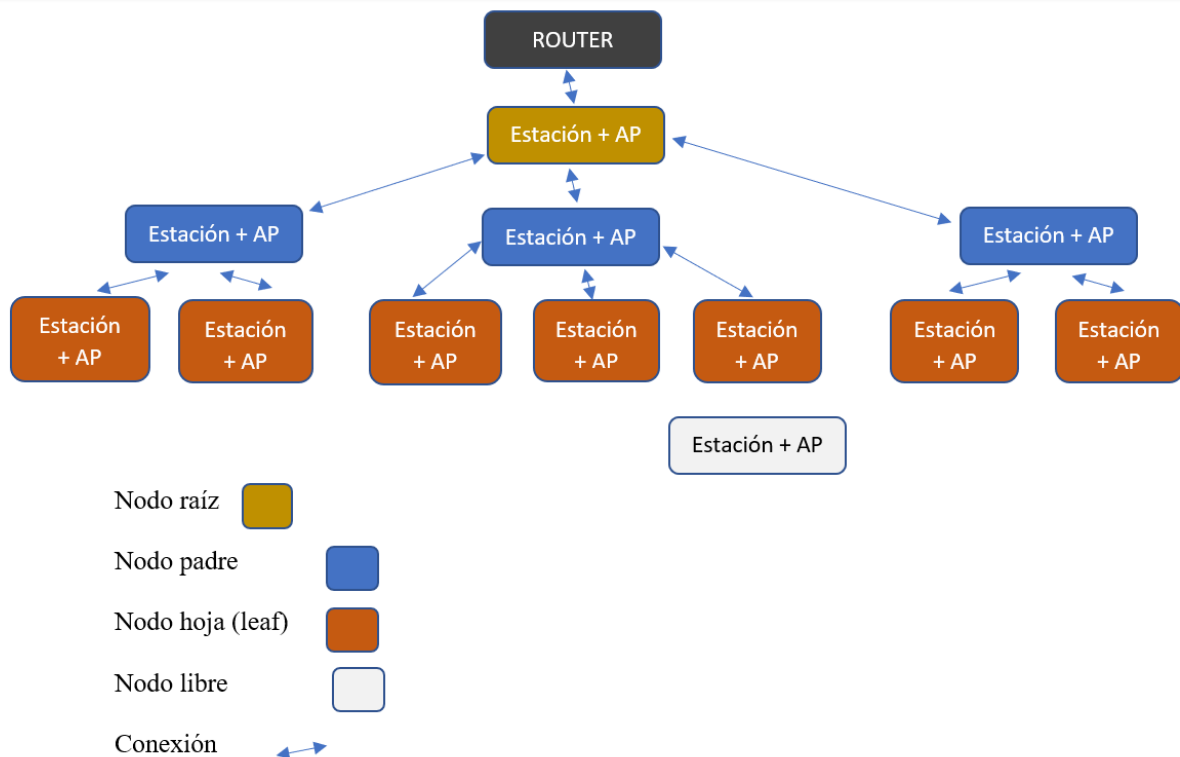 ROUTER
Estación + AP
Estación + AP
Estación + AP
Estación + AP
Estación
+ AP
Estación
+ AP
Estación
+ AP
Estación
+ AP
Estación
+ AP
Estación
+ AP
Estación
+ AP
Estación + AP
Nodo raíz
Nodo padre
Nodo hoja (leaf)
Nodo libre
Conexión